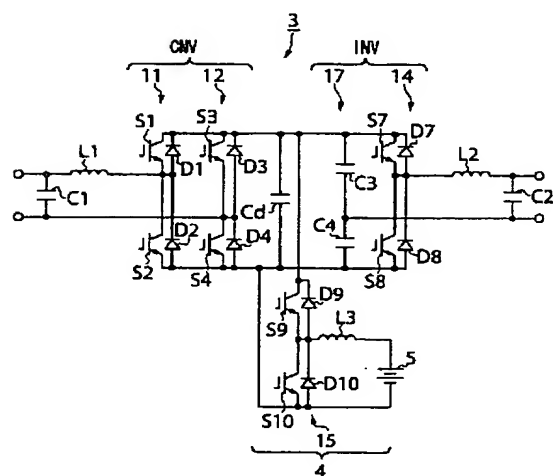 3
CNV INV
11 12 17 14
S1 S3 S7 D7
L1 D1 D3 C3 L2
C1 Cd C2
D2 D4 C4
S2 S4 S8 D8
D9 L3
S9 5
D10
S10 15
4